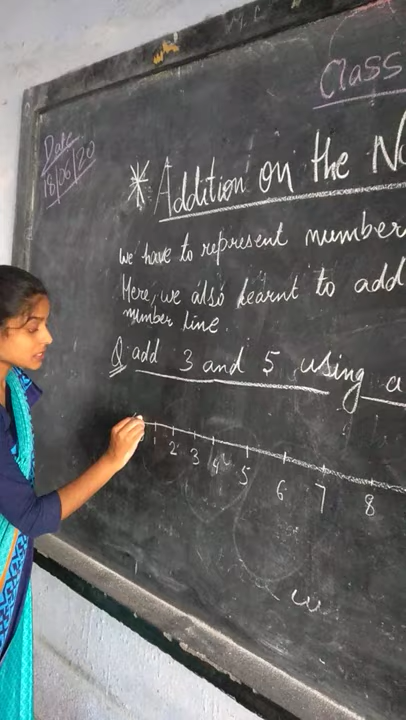 Class
Date
18/06/20
* Addition on the N
we have to represent number
Here, we also learnt to add
number line.
Q add 3 and 5 using a
1 2 3 4 5 6 7 8